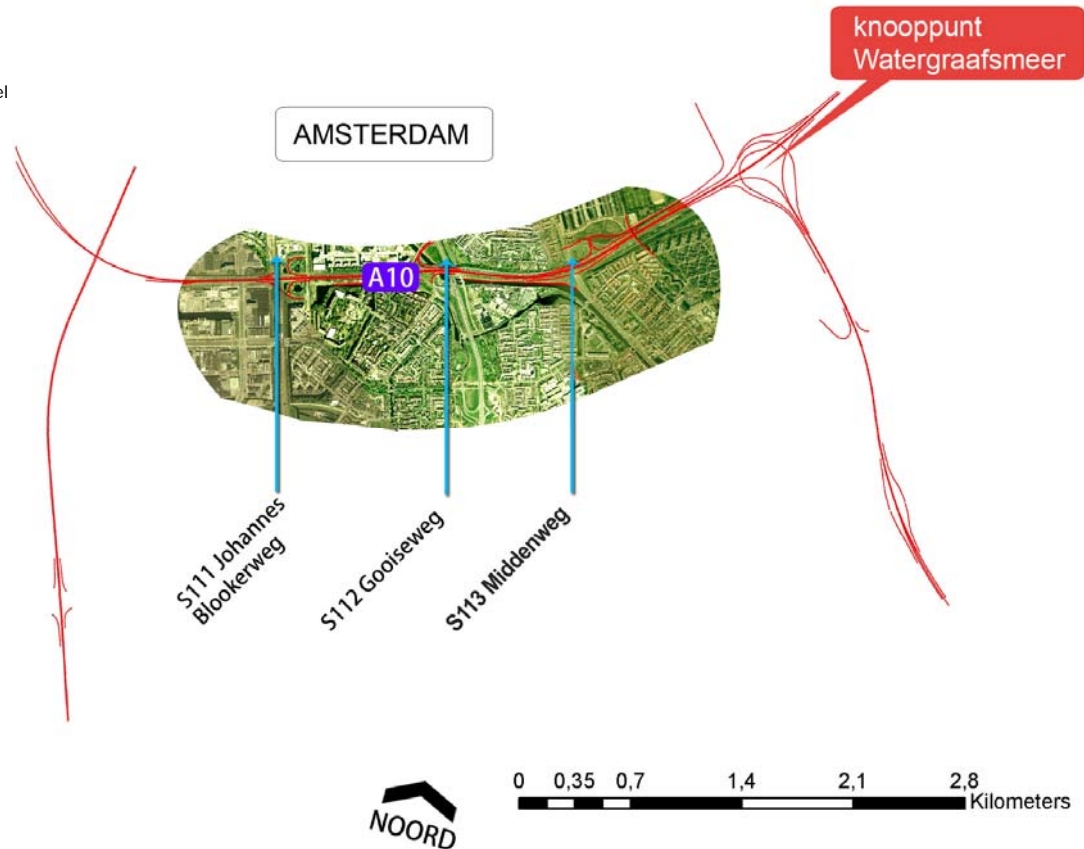 knooppunt
Watergraafsmeer
el
AMSTERDAM
A10
S111 Johannes
Blookerweg
S112 Gooiseweg
S113 Middenweg
NOORD
0 0,35 0,7 1,4 2,1 2,8
Kilometers